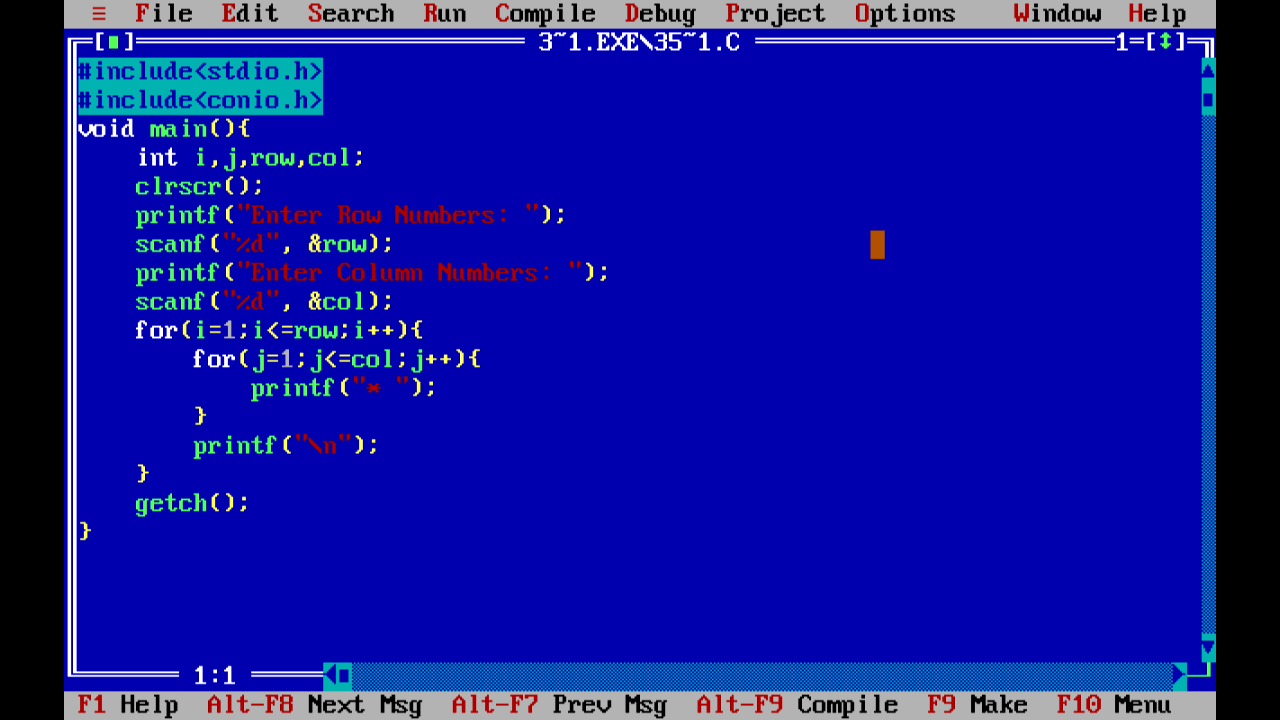 ≡ File Edit Search Run Compile Debug Project Options Window Help
[■] 3~1.EXE\35~1.C 1=[↕]
#include<stdio.h>
#include<conio.h>
void main(){
    int i,j,row,col;
    clrscr();
    printf("Enter Row Numbers: ");
    scanf("%d", &row);
    printf("Enter Column Numbers: ");
    scanf("%d", &col);
    for(i=1;i<=row;i++){
        for(j=1;j<=col;j++){
            printf("* ");
        }
        printf("\n");
    }
    getch();
}
1:1
F1 Help Alt-F8 Next Msg Alt-F7 Prev Msg Alt-F9 Compile F9 Make F10 Menu